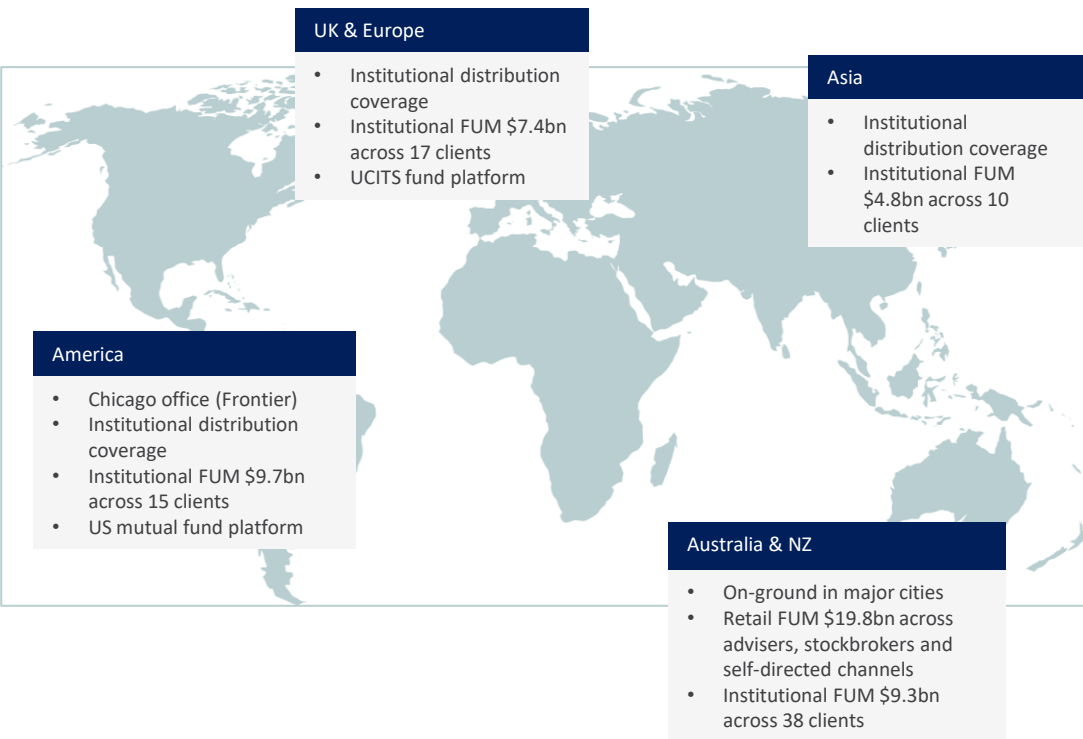 UK & Europe
• Institutional distribution
coverage
• Institutional FUM $7.4bn
across 17 clients
• UCITS fund platform
Asia
• Institutional
distribution coverage
• Institutional FUM
$4.8bn across 10
clients
America
• Chicago office (Frontier)
• Institutional distribution
coverage
• Institutional FUM $9.7bn
across 15 clients
• US mutual fund platform
Australia & NZ
• On-ground in major cities
• Retail FUM $19.8bn across
advisers, stockbrokers and
self-directed channels
• Institutional FUM $9.3bn
across 38 clients